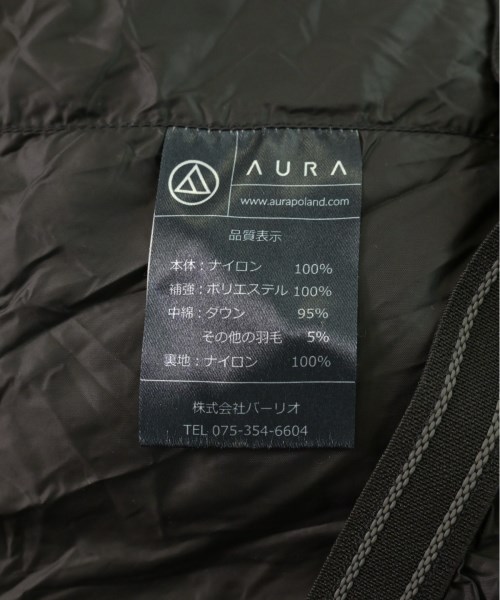 AURA
www.aurapoland.com
品質表示
本体：ナイロン 100%
補強：ポリエステル 100%
中綿：ダウン 95%
その他の羽毛 5%
裏地：ナイロン 100%
株式会社バーリオ
TEL 075-354-6604